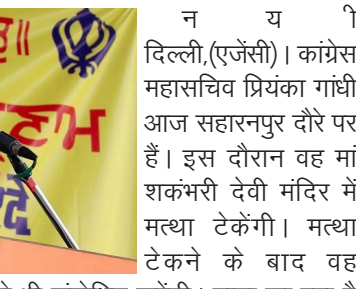 न य ी
दिल्ली,(एजेंसी)। कांग्रेस
महासचिव प्रियंका गांधी
आज सहारनपुर दौरे पर
हैं। इस दौरान वह मां
शकंभरी देवी मंदिर में
मत्था टेकेंगी। मत्था
टेकने के बाद वह